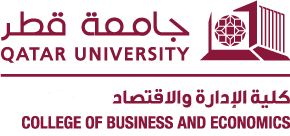 جامعة قطر
QATAR UNIVERSITY
كلية الإدارة والاقتصاد
COLLEGE OF BUSINESS AND ECONOMICS